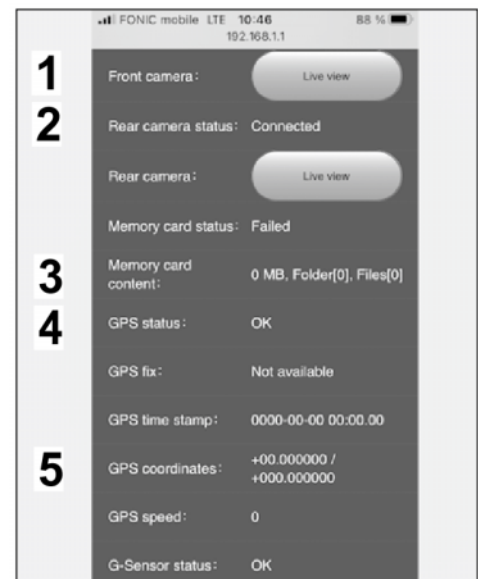 FONIC mobile LTE 10:46 88 %
192.168.1.1
1 Front camera: Live view
2 Rear camera status: Connected
Rear camera: Live view
Memory card status: Failed
3 Memory card
content: 0 MB, Folder[0], Files[0]
4 GPS status: OK
GPS fix: Not available
GPS time stamp: 0000-00-00 00:00.00
5 GPS coordinates: +00.000000 /
+000.000000
GPS speed: 0
G-Sensor status: OK